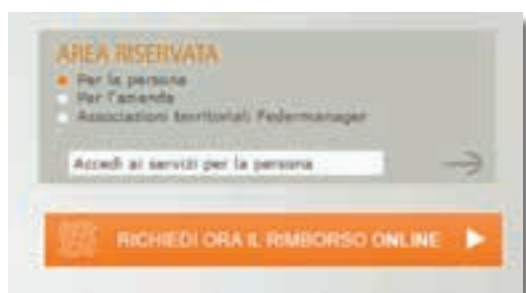 AREA RISERVATA
Per la persona
Per l'azienda
Associazioni territoriali Federmanager
Accedi ai servizi per la persona
RICHIEDI ORA IL RIMBORSO ONLINE